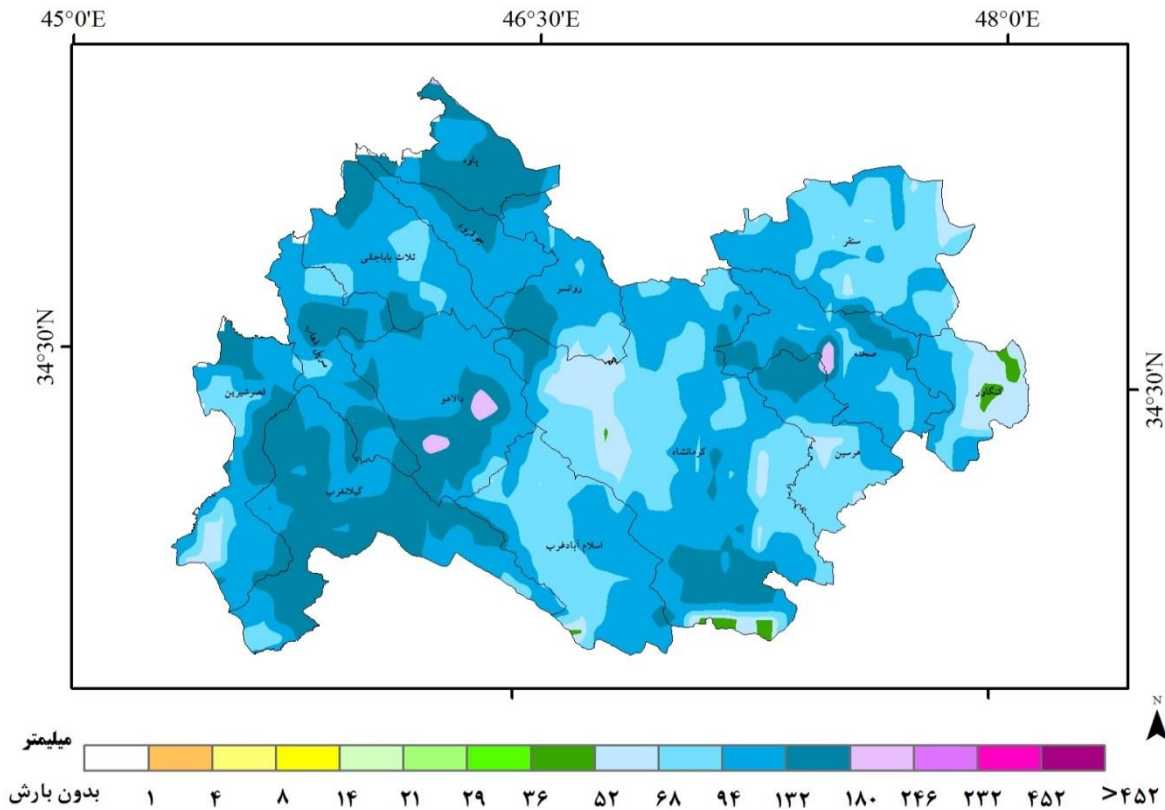 45°0'E 46°30'E 48°0'E
پاوه
جوانرود
سنقر
ثلاث باباجانی
روانسر
34°30'N
34°30'N
صحنه
قصرشیرین
دالاهو
کنگاور
کرمانشاه
هرسین
گیلانغرب
اسلام آبادغرب
N
میلیمتر
بدون بارش ۱ ۴ ۸ ۱۴ ۲۱ ۲۹ ۳۶ ۵۲ ۶۸ ۹۴ ۱۳۲ ۱۸۰ ۲۴۶ ۲۳۲ ۴۵۲ >۴۵۲